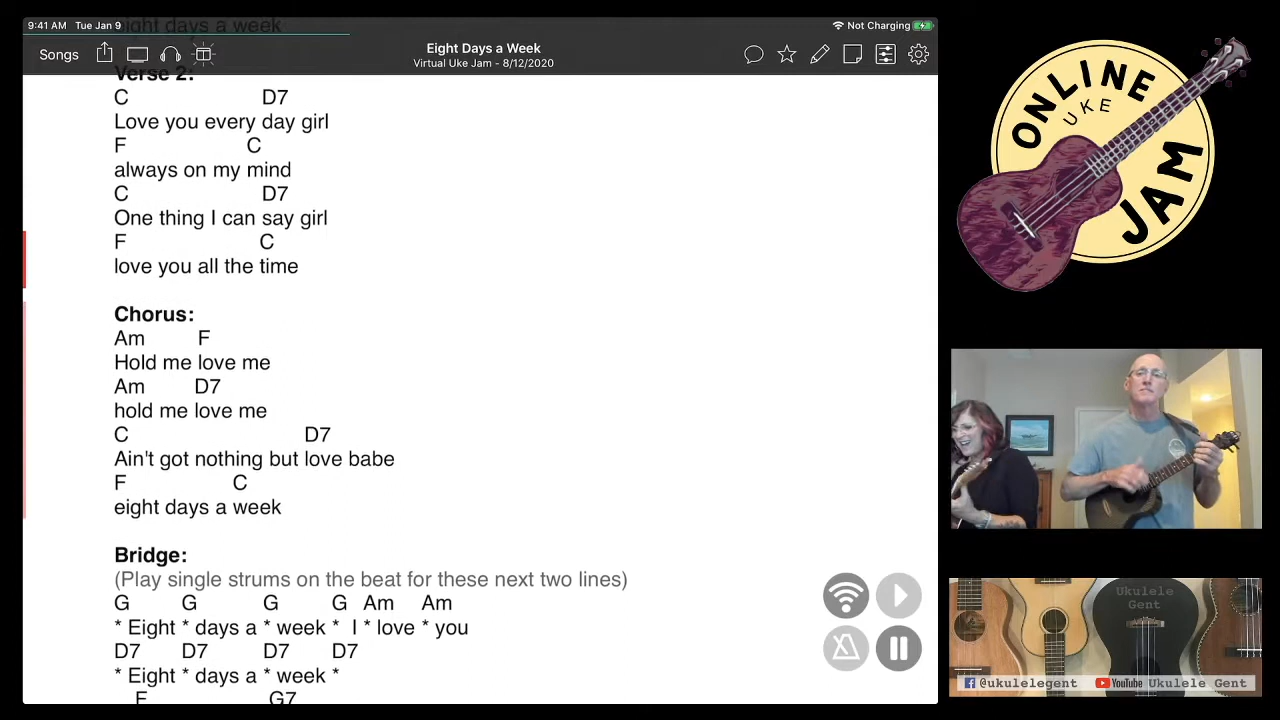 eight days a week
9:41 AM Tue Jan 9
Not Charging
Songs
Eight Days a Week
Virtual Uke Jam - 8/12/2020
Verse 2:
C D7
Love you every day girl
F C
always on my mind
C D7
One thing I can say girl
F C
love you all the time
Chorus:
Am F
Hold me love me
Am D7
hold me love me
C D7
Ain't got nothing but love babe
F C
eight days a week
Bridge:
(Play single strums on the beat for these next two lines)
G G G G Am Am
* Eight * days a * week * I * love * you
D7 D7 D7 D7
* Eight * days a * week *
F G7
ONLINE
UKE
JAM
Ukulele
Gent
@ukulelegent YouTube Ukulele Gent